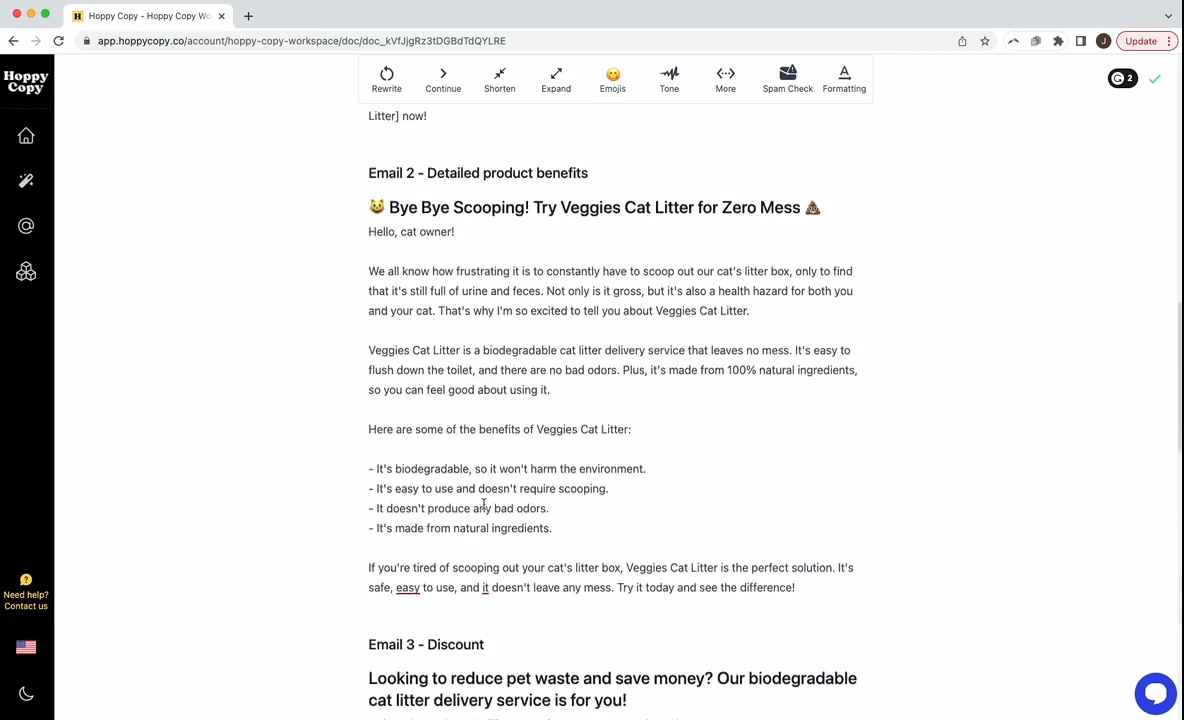 Hoppy Copy - Hoppy Copy Wo
app.hoppycopy.co/account/hoppy-copy-workspace/doc/doc_kVfJjgRz3tDGBdTdQYLRE
J
Update
Hoppy
Copy
Rewrite
Continue
Shorten
Expand
Emojis
Tone
More
Spam Check
Formatting
2
Litter] now!
Email 2 - Detailed product benefits
😺 Bye Bye Scooping! Try Veggies Cat Litter for Zero Mess 💩
Hello, cat owner!
We all know how frustrating it is to constantly have to scoop out our cat's litter box, only to find
that it's still full of urine and feces. Not only is it gross, but it's also a health hazard for both you
and your cat. That's why I'm so excited to tell you about Veggies Cat Litter.
Veggies Cat Litter is a biodegradable cat litter delivery service that leaves no mess. It's easy to
flush down the toilet, and there are no bad odors. Plus, it's made from 100% natural ingredients,
so you can feel good about using it.
Here are some of the benefits of Veggies Cat Litter:
- It's biodegradable, so it won't harm the environment.
- It's easy to use and doesn't require scooping.
- It doesn't produce any bad odors.
- It's made from natural ingredients.
If you're tired of scooping out your cat's litter box, Veggies Cat Litter is the perfect solution. It's
safe, easy to use, and it doesn't leave any mess. Try it today and see the difference!
Email 3 - Discount
Looking to reduce pet waste and save money? Our biodegradable
cat litter delivery service is for you!
Need help?
Contact us